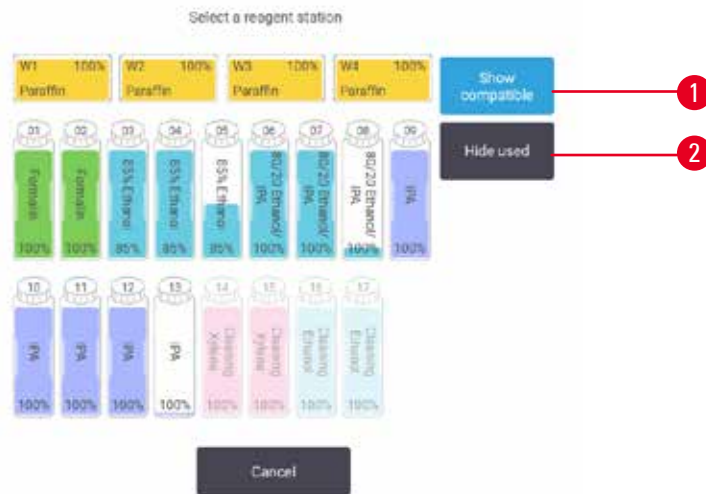 Select a reagent station
W1 100%
Paraffin
W2 100%
Paraffin
W3 100%
Paraffin
W4 100%
Paraffin
Show
compatible
1
Hide used
2
01
Formalin
100%
02
Formalin
100%
03
85% Ethanol
85%
04
85% Ethanol
85%
05
85% Ethanol
85%
06
80/20 Ethanol/
IPA
100%
07
80/20 Ethanol/
IPA
100%
08
80/20 Ethanol/
IPA
100%
09
IPA
100%
10
IPA
100%
11
IPA
100%
12
IPA
100%
13
IPA
100%
14
Cleaning
Xylene
100%
15
Cleaning
Xylene
100%
16
Cleaning
Ethanol
100%
17
Cleaning
Ethanol
100%
Cancel